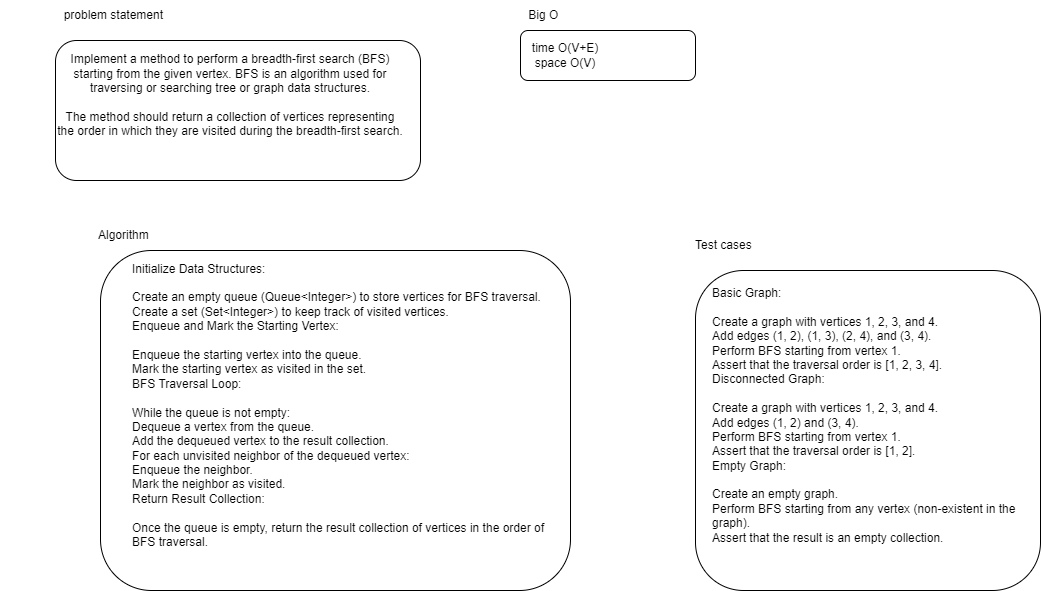 problem statement
Implement a method to perform a breadth-first search (BFS)
starting from the given vertex. BFS is an algorithm used for
traversing or searching tree or graph data structures.
The method should return a collection of vertices representing
the order in which they are visited during the breadth-first search.
Big O
time O(V+E)
space O(V)
Algorithm
Initialize Data Structures:
Create an empty queue (Queue<Integer>) to store vertices for BFS traversal.
Create a set (Set<Integer>) to keep track of visited vertices.
Enqueue and Mark the Starting Vertex:
Enqueue the starting vertex into the queue.
Mark the starting vertex as visited in the set.
BFS Traversal Loop:
While the queue is not empty:
Dequeue a vertex from the queue.
Add the dequeued vertex to the result collection.
For each unvisited neighbor of the dequeued vertex:
Enqueue the neighbor.
Mark the neighbor as visited.
Return Result Collection:
Once the queue is empty, return the result collection of vertices in the order of
BFS traversal.
Test cases
Basic Graph:
Create a graph with vertices 1, 2, 3, and 4.
Add edges (1, 2), (1, 3), (2, 4), and (3, 4).
Perform BFS starting from vertex 1.
Assert that the traversal order is [1, 2, 3, 4].
Disconnected Graph:
Create a graph with vertices 1, 2, 3, and 4.
Add edges (1, 2) and (3, 4).
Perform BFS starting from vertex 1.
Assert that the traversal order is [1, 2].
Empty Graph:
Create an empty graph.
Perform BFS starting from any vertex (non-existent in the
graph).
Assert that the result is an empty collection.